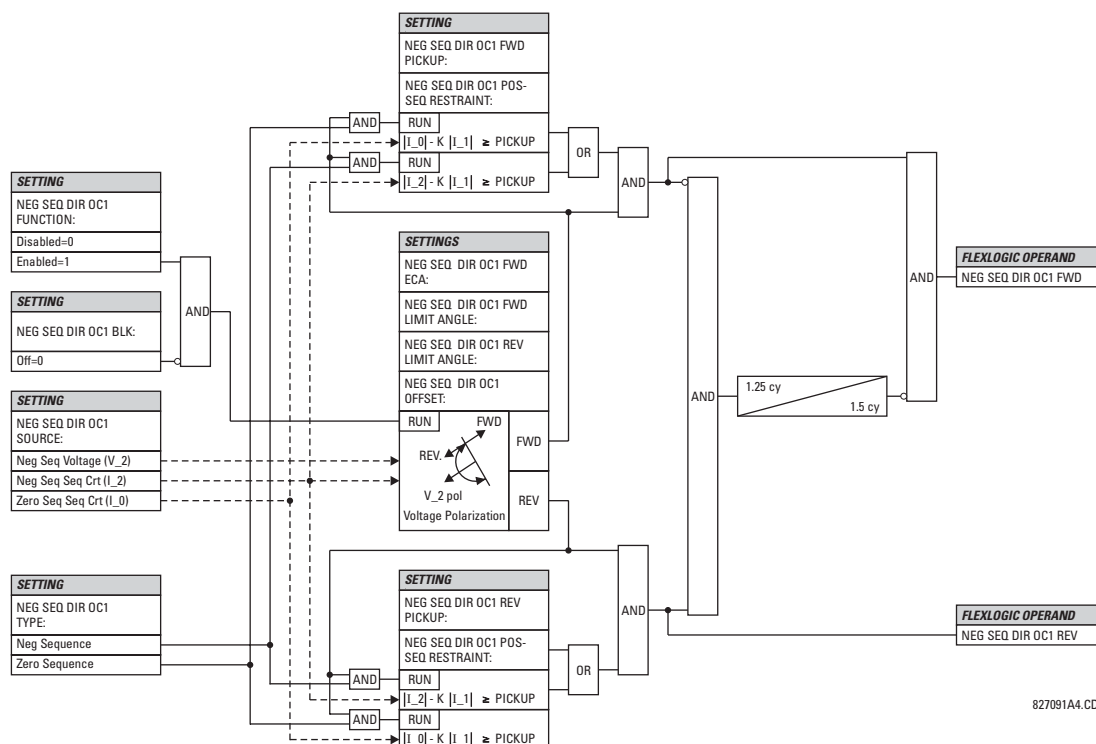 SETTING
NEG SEQ DIR OC1 FWD
PICKUP:
NEG SEQ DIR OC1 POS-
SEQ RESTRAINT:
AND
RUN
|I_0| - K |I_1| ≥ PICKUP
AND
RUN
|I_2| - K |I_1| ≥ PICKUP
OR
AND
SETTING
NEG SEQ DIR OC1
FUNCTION:
Disabled=0
Enabled=1
SETTING
NEG SEQ DIR OC1 BLK:
Off=0
AND
SETTING
NEG SEQ DIR OC1
SOURCE:
Neg Seq Voltage (V_2)
Neg Seq Seq Crt (I_2)
Zero Seq Seq Crt (I_0)
SETTING
NEG SEQ DIR OC1
TYPE:
Neg Sequence
Zero Sequence
SETTINGS
NEG SEQ DIR OC1 FWD
ECA:
NEG SEQ DIR OC1 FWD
LIMIT ANGLE:
NEG SEQ DIR OC1 REV
LIMIT ANGLE:
NEG SEQ DIR OC1
OFFSET:
RUN
FWD
REV.
V_2 pol
Voltage Polarization
FWD
REV
SETTING
NEG SEQ DIR OC1 REV
PICKUP:
NEG SEQ DIR OC1 POS-
SEQ RESTRAINT:
AND
RUN
|I_2| - K |I_1| ≥ PICKUP
AND
RUN
|I_0| - K |I_1| ≥ PICKUP
OR
AND
AND
1.25 cy
1.5 cy
AND
FLEXLOGIC OPERAND
NEG SEQ DIR OC1 FWD
FLEXLOGIC OPERAND
NEG SEQ DIR OC1 REV
827091A4.CD